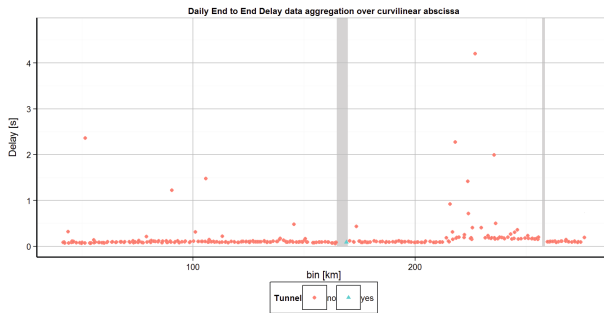 Daily End to End Delay data aggregation over curvilinear abscissa
Delay [s]
4
3
2
1
0
100
200
bin [km]
Tunnel no yes